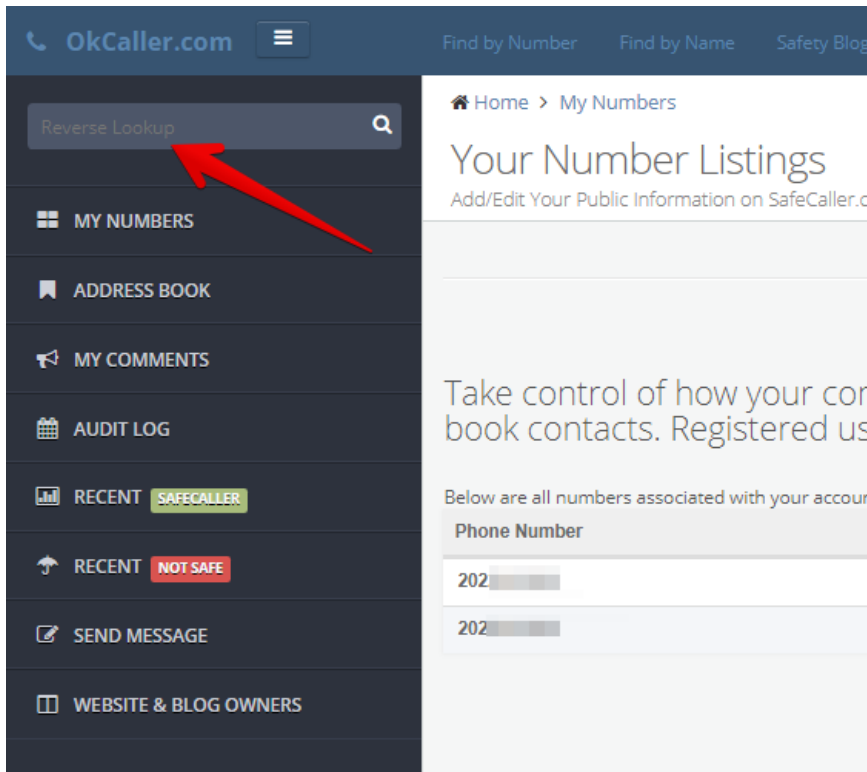 OkCaller.com
Find by Number Find by Name Safety Blog
Reverse Lookup
MY NUMBERS
ADDRESS BOOK
MY COMMENTS
AUDIT LOG
RECENT SAFECALLER
RECENT NOT SAFE
SEND MESSAGE
WEBSITE & BLOG OWNERS
Home > My Numbers
Your Number Listings
Add/Edit Your Public Information on SafeCaller.c
Take control of how your con
book contacts. Registered us
Below are all numbers associated with your accoun
Phone Number
202
202